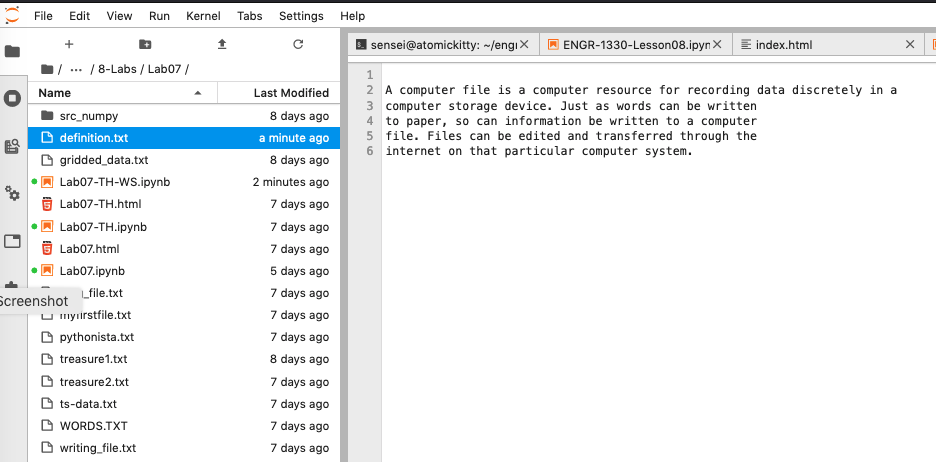 File Edit View Run Kernel Tabs Settings Help
sensei@atomickitty: ~/engr
ENGR-1330-Lesson08.ipyn
index.html
/ ... / 8-Labs / Lab07 /
Name Last Modified
src_numpy 8 days ago
definition.txt a minute ago
gridded_data.txt 8 days ago
Lab07-TH-WS.ipynb 2 minutes ago
Lab07-TH.html 7 days ago
Lab07-TH.ipynb 7 days ago
Lab07.html 7 days ago
Lab07.ipynb 5 days ago
_file.txt 7 days ago
Screenshot
myfirstfile.txt 7 days ago
pythonista.txt 7 days ago
treasure1.txt 8 days ago
treasure2.txt 7 days ago
ts-data.txt 7 days ago
WORDS.TXT 7 days ago
writing_file.txt 7 days ago
1
2 A computer file is a computer resource for recording data discretely in a
3 computer storage device. Just as words can be written
4 to paper, so can information be written to a computer
5 file. Files can be edited and transferred through the
6 internet on that particular computer system.